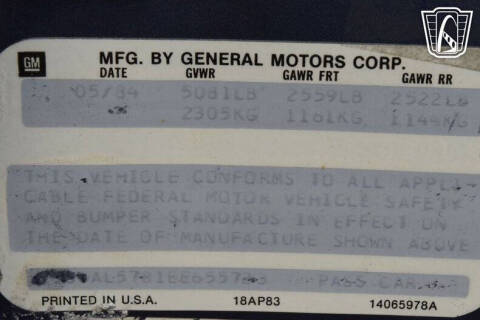 GM MFG. BY GENERAL MOTORS CORP.
DATE GVWR GAWR FRT GAWR RR
05/84 5081LB 2559LB 2522LB
2305KG 1161KG 1144KG
THIS VEHICLE CONFORMS TO ALL APPLI-
CABLE FEDERAL MOTOR VEHICLE SAFETY
AND BUMPER STANDARDS IN EFFECT ON
THE DATE OF MANUFACTURE SHOWN ABOVE
PASS CAR
PRINTED IN U.S.A. 18AP83 14065978A